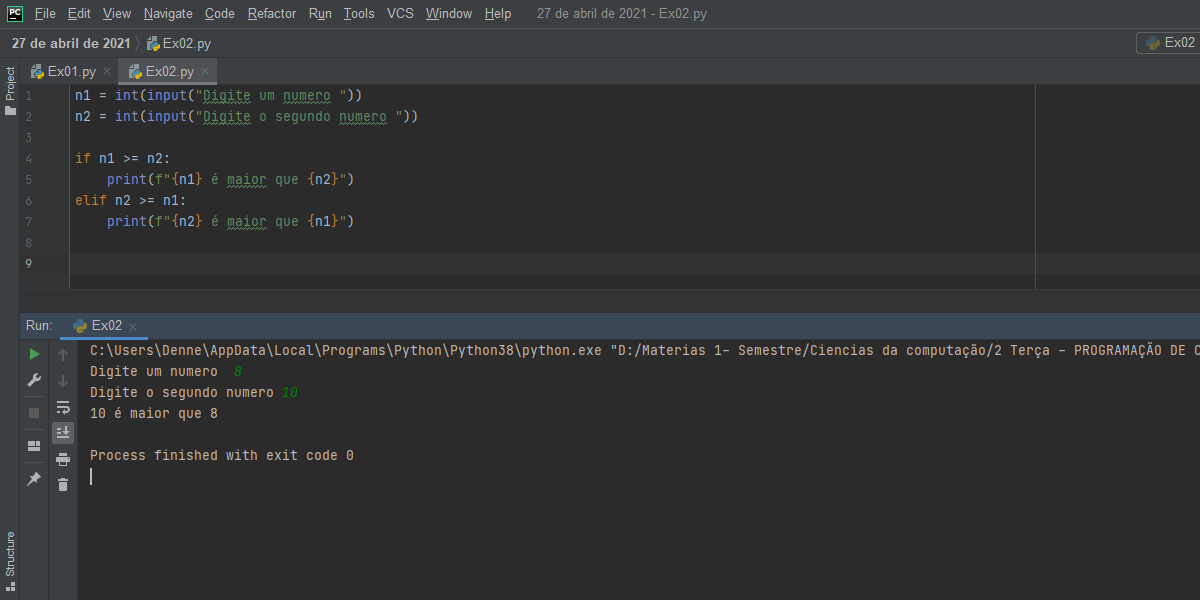 PC File Edit View Navigate Code Refactor Run Tools VCS Window Help 27 de abril de 2021 - Ex02.py
27 de abril de 2021 Ex02.py Ex02
Project
Ex01.py Ex02.py
1 n1 = int(input("Digite um numero "))
2 n2 = int(input("Digite o segundo numero "))
3
4 if n1 >= n2:
5 print(f"{n1} é maior que {n2}")
6 elif n2 >= n1:
7 print(f"{n2} é maior que {n1}")
8
9
Run: Ex02
C:\Users\Denne\AppData\Local\Programs\Python\Python38\python.exe "D:/Materias 1- Semestre/Ciencias da computação/2 Terça - PROGRAMAÇÃO DE C
Digite um numero 8
Digite o segundo numero 10
10 é maior que 8
Process finished with exit code 0
Structure